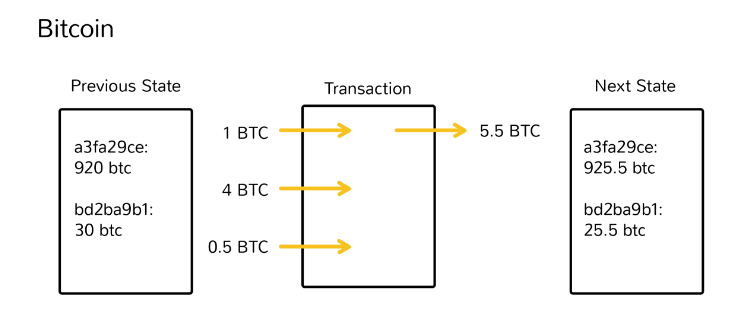 Bitcoin
Previous State
Transaction
Next State
a3fa29ce:
920 btc
bd2ba9b1:
30 btc
1 BTC
4 BTC
0.5 BTC
5.5 BTC
a3fa29ce:
925.5 btc
bd2ba9b1:
25.5 btc